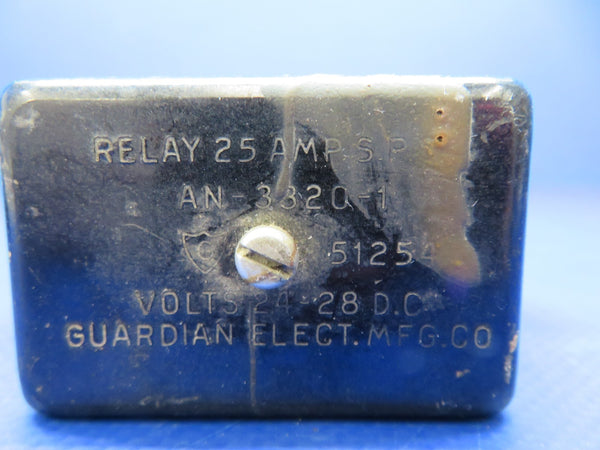 RELAY 25 AMP S.P.
AN-3320-1
C 51254
VOLTS 24-28 D.C.
GUARDIAN ELECT. MFG. CO